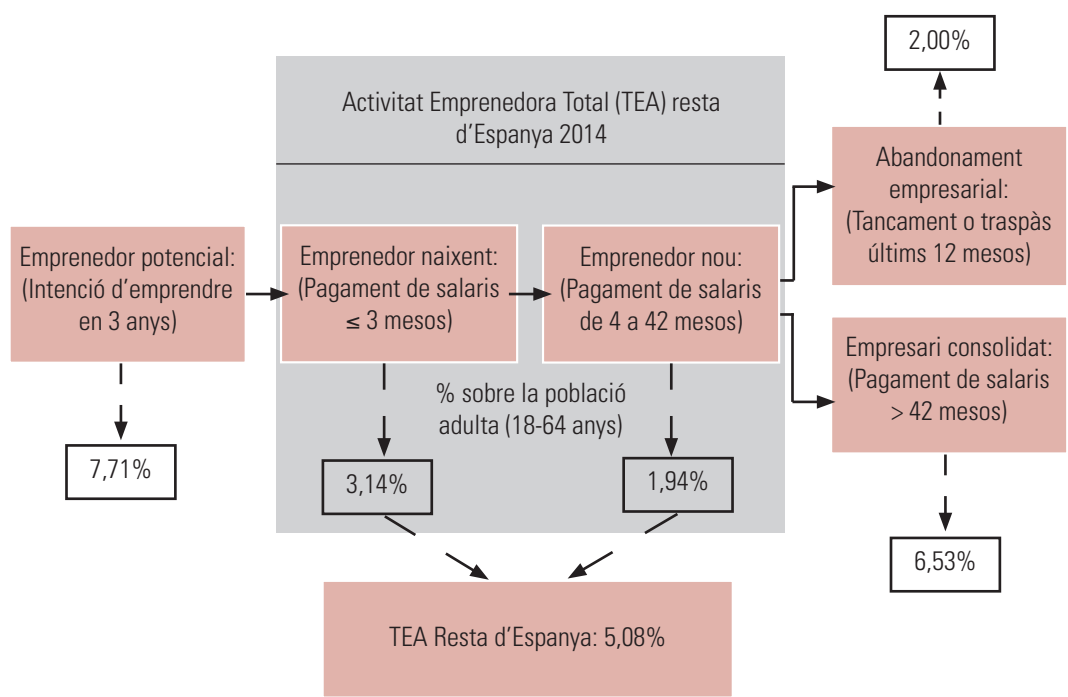 2,00%
Activitat Emprenedora Total (TEA) resta
d'Espanya 2014
Abandonament
empresarial:
(Tancament o traspàs
últims 12 mesos)
Emprenedor potencial:
(Intenció d'emprendre
en 3 anys)
Emprenedor naixent:
(Pagament de salaris
≤ 3 mesos)
Emprenedor nou:
(Pagament de salaris
de 4 a 42 mesos)
Empresari consolidat:
(Pagament de salaris
> 42 mesos)
% sobre la població
adulta (18-64 anys)
7,71%
3,14%
1,94%
6,53%
TEA Resta d'Espanya: 5,08%